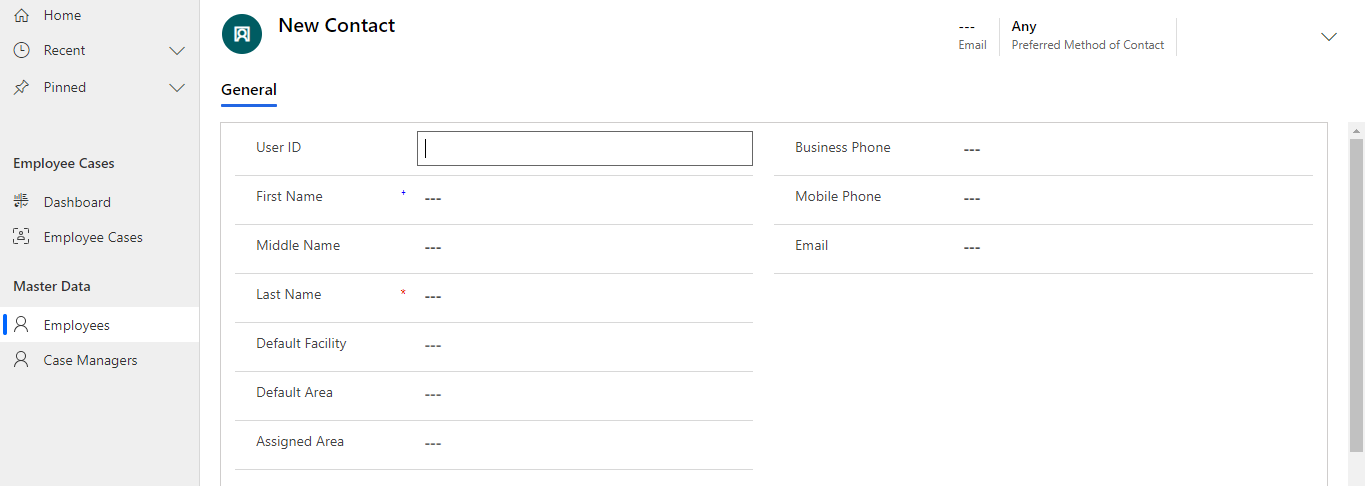 Home
Recent
Pinned
Employee Cases
Dashboard
Employee Cases
Master Data
Employees
Case Managers
New Contact
---
Email
Any
Preferred Method of Contact
General
User ID
First Name + ---
Middle Name ---
Last Name * ---
Default Facility ---
Default Area ---
Assigned Area ---
Business Phone ---
Mobile Phone ---
Email ---